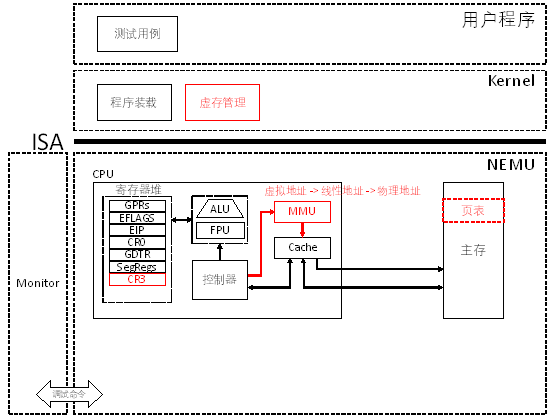 用户程序
测试用例
Kernel
程序装载
虚存管理
ISA
NEMU
CPU
寄存器堆
虚拟地址 -> 线性地址 -> 物理地址
GPRs
EFLAGS
EIP
CR0
GDTR
SegRegs
CR3
ALU
FPU
MMU
Cache
控制器
页表
主存
Monitor
调试命令